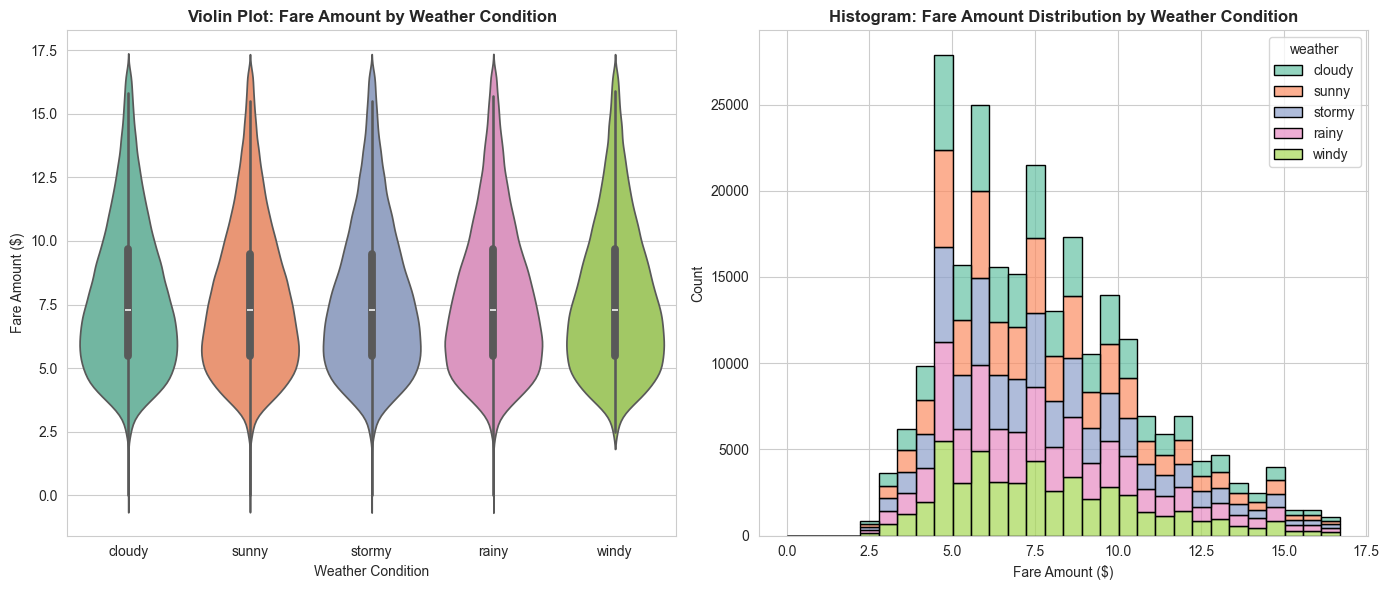 Violin Plot: Fare Amount by Weather Condition
17.5
15.0
12.5
10.0
7.5
5.0
2.5
0.0
Fare Amount ($)
cloudy sunny stormy rainy windy
Weather Condition
Histogram: Fare Amount Distribution by Weather Condition
weather
cloudy
sunny
stormy
rainy
windy
25000
20000
15000
10000
5000
0
Count
0.0 2.5 5.0 7.5 10.0 12.5 15.0 17.5
Fare Amount ($)